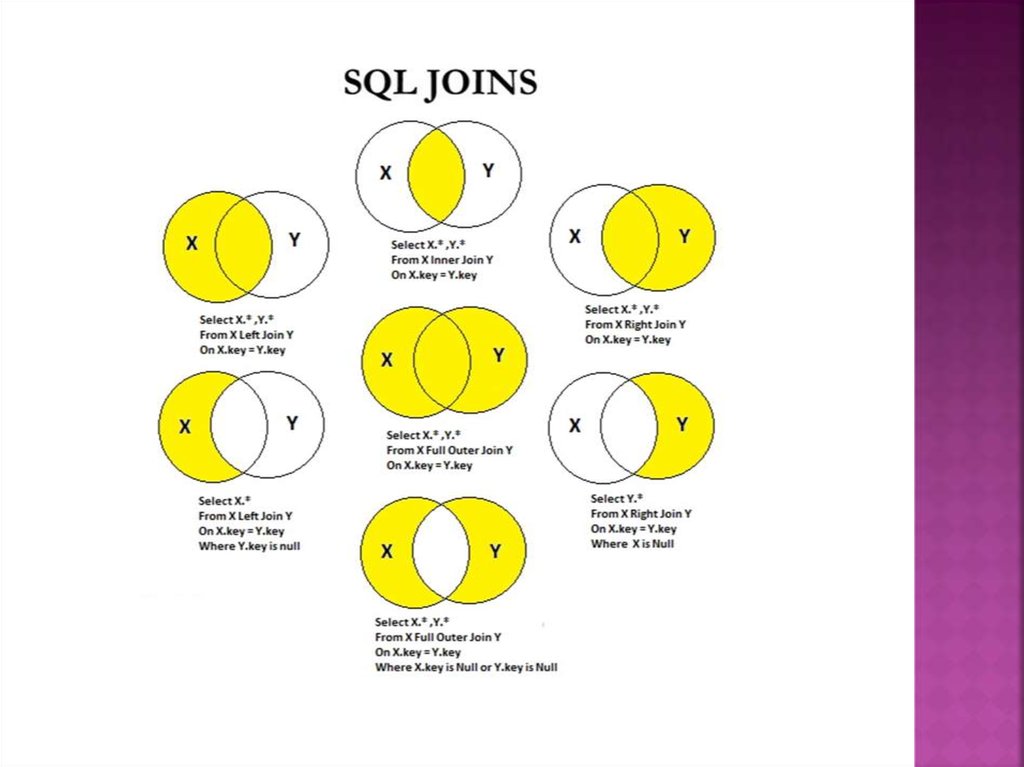 SQL JOINS
X Y
Select X.* ,Y.*
From X Inner Join Y
On X.key = Y.key
X Y
Select X.* ,Y.*
From X Left Join Y
On X.key = Y.key
X Y
Select X.* ,Y.*
From X Right Join Y
On X.key = Y.key
X Y
Select X.* ,Y.*
From X Full Outer Join Y
On X.key = Y.key
X Y
Select X.*
From X Left Join Y
On X.key = Y.key
Where Y.key is null
X Y
Select Y.*
From X Right Join Y
On X.key = Y.key
Where X is Null
X Y
Select X.* ,Y.*
From X Full Outer Join Y
On X.key = Y.key
Where X.key is Null or Y.key is Null